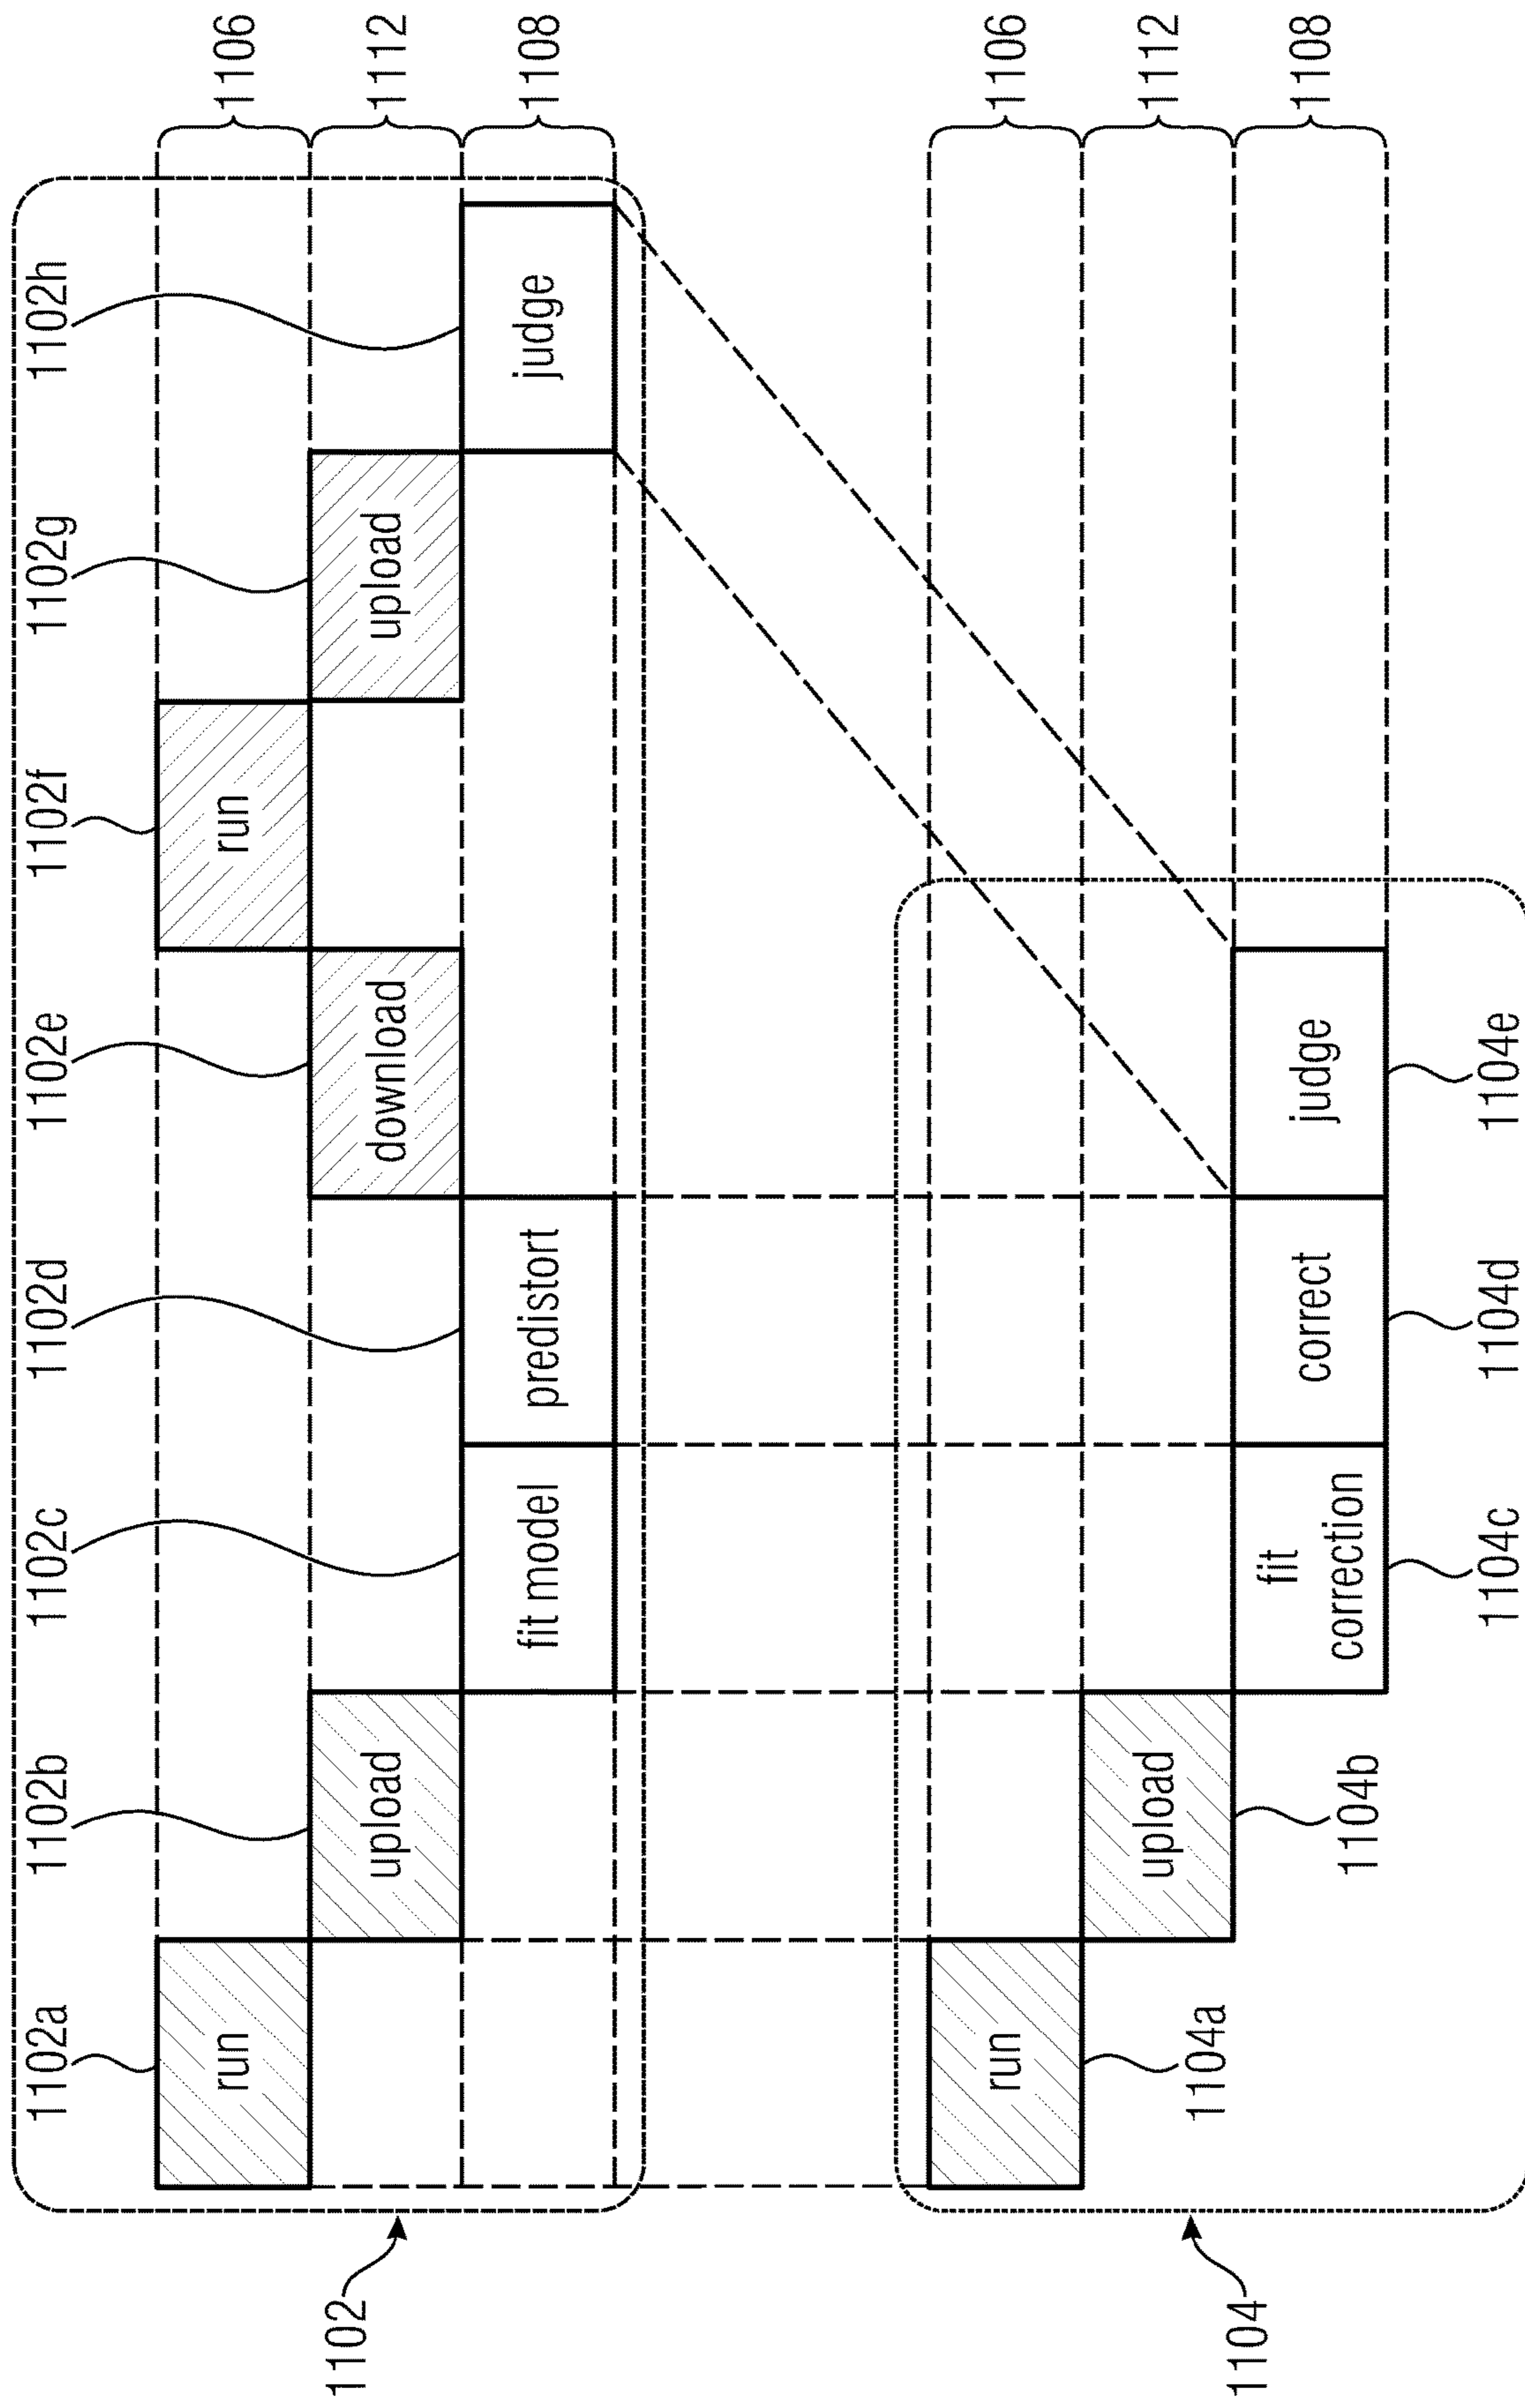 1102
1102a
1102b
1102c
1102d
1102e
1102f
1102g
1102h
run
run
1106
upload
download
upload
1112
fit model
predistort
judge
1108
1104
run
1106
upload
1112
fit
correction
correct
judge
1108
1104a
1104b
1104c
1104d
1104e